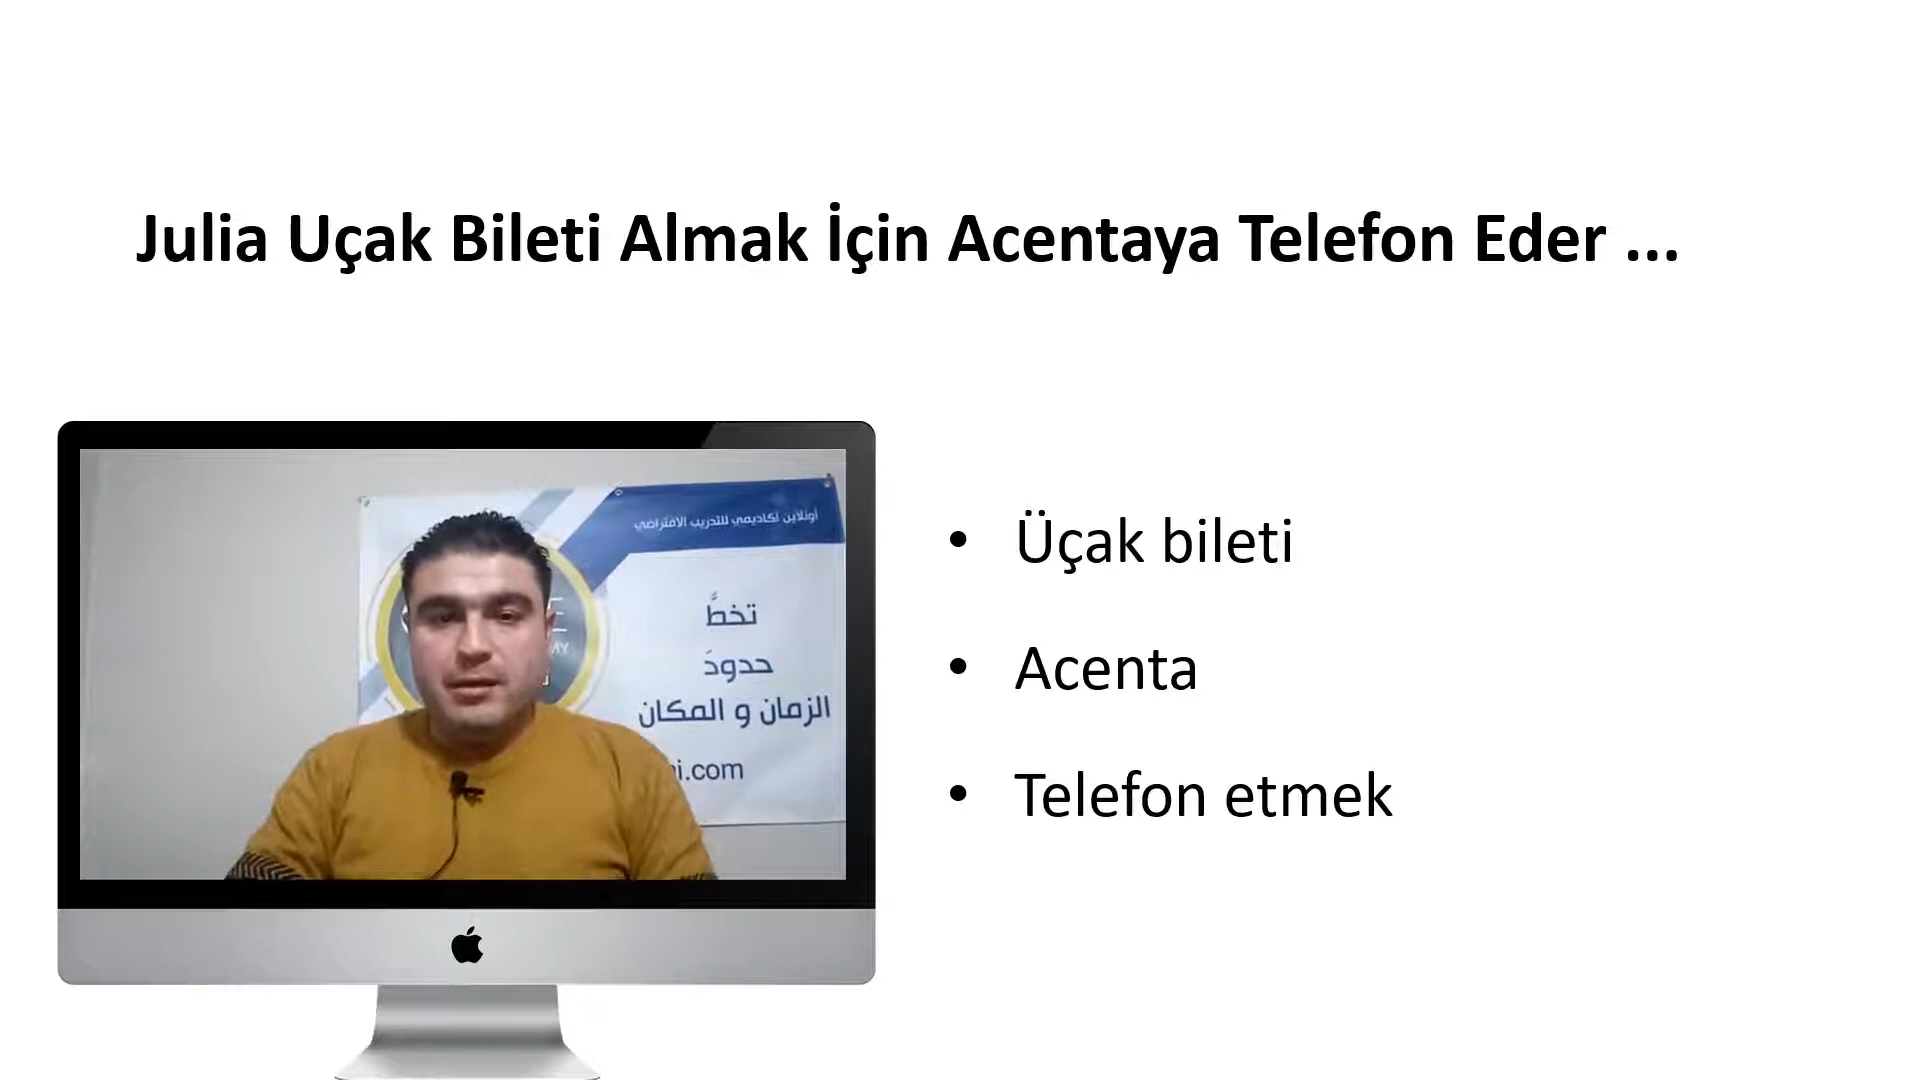 Julia Uçak Bileti Almak İçin Acentaya Telefon Eder ...
أونلاين أكاديمي للتدريب الافتراضي
تخطَّ
حدودَ
الزمان و المكان
i.com
• Üçak bileti
• Acenta
• Telefon etmek